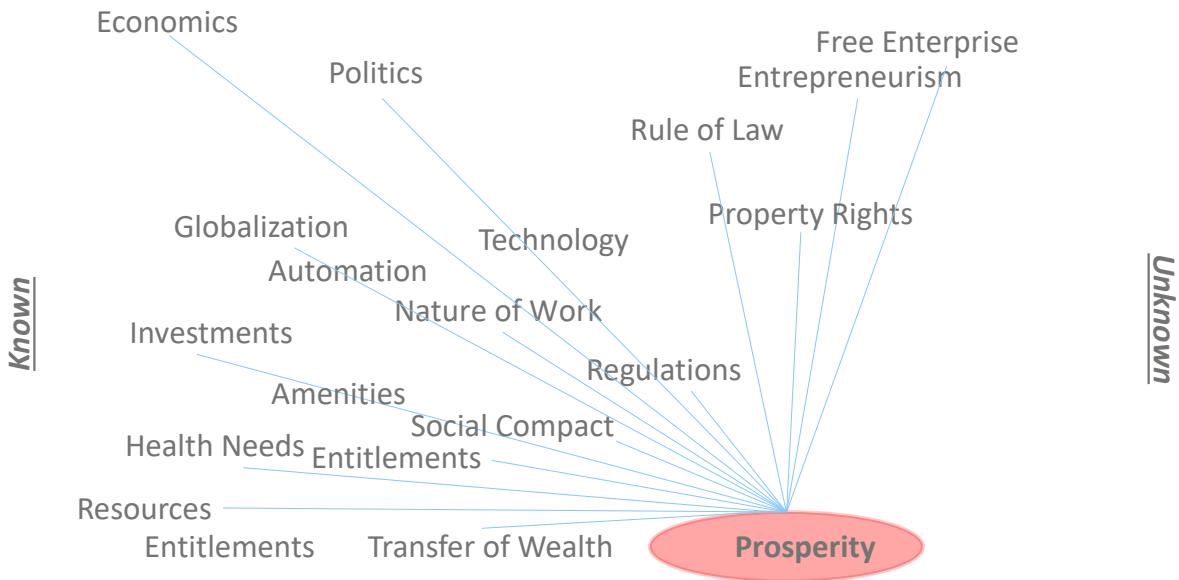 Economics
Free Enterprise
Politics
Entrepreneurism
Rule of Law
Property Rights
Globalization
Technology
Automation
Nature of Work
Known
Unknown
Investments
Regulations
Amenities
Social Compact
Health Needs
Entitlements
Resources
Entitlements
Transfer of Wealth
Prosperity